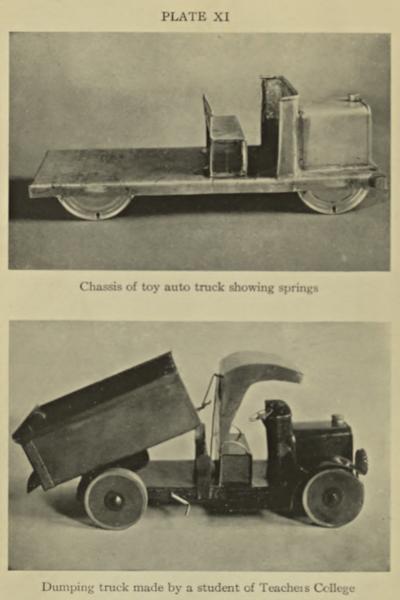 PLATE XI
Chassis of toy auto truck showing springs
Dumping truck made by a student of Teachers College